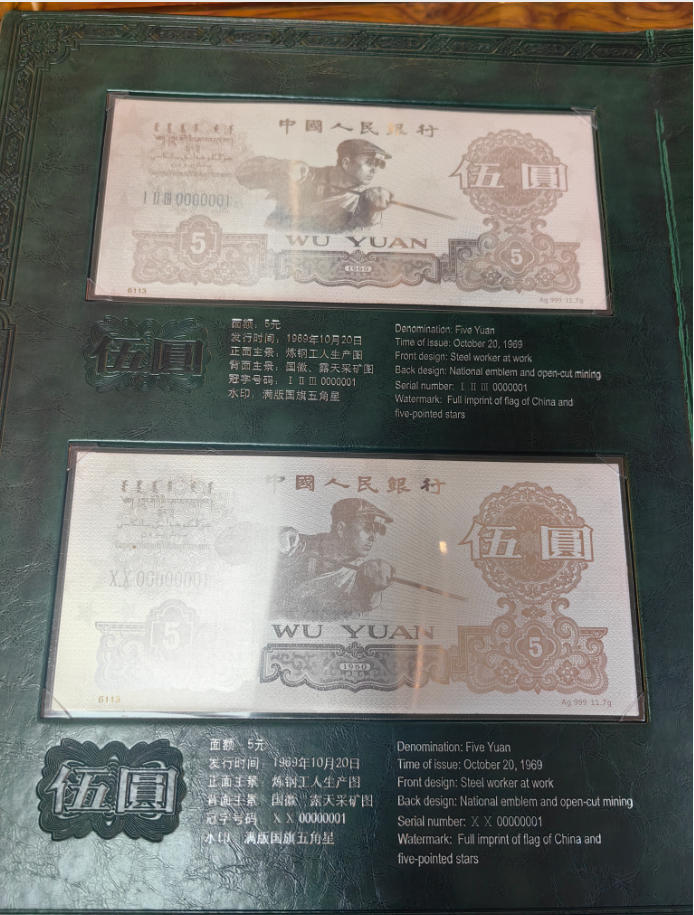 中國人民銀行
伍圓
I II III 0000001
5
WU YUAN
1960
5
6113
Ag 999 11.7g
伍圓
面额：5元
发行时间：1969年10月20日
正面主景：炼钢工人生产图
背面主景：国徽、露天采矿图
冠字号码：Ⅰ Ⅱ Ⅲ 0000001
水印：满版国旗五角星
Denomination: Five Yuan
Time of issue: October 20, 1969
Front design: Steel worker at work
Back design: National emblem and open-cut mining
Serial number: Ⅰ Ⅱ Ⅲ 0000001
Watermark: Full imprint of flag of China and
five-pointed stars
中國人民銀行
伍圓
X X 00000001
5
WU YUAN
1960
5
6113
Ag 999 11.7g
伍圓
面额：5元
发行时间：1969年10月20日
正面主景：炼钢工人生产图
背面主景：国徽、露天采矿图
冠字号码：X X 00000001
水印：满版国旗五角星
Denomination: Five Yuan
Time of issue: October 20, 1969
Front design: Steel worker at work
Back design: National emblem and open-cut mining
Serial number: X X 00000001
Watermark: Full imprint of flag of China and
five-pointed stars